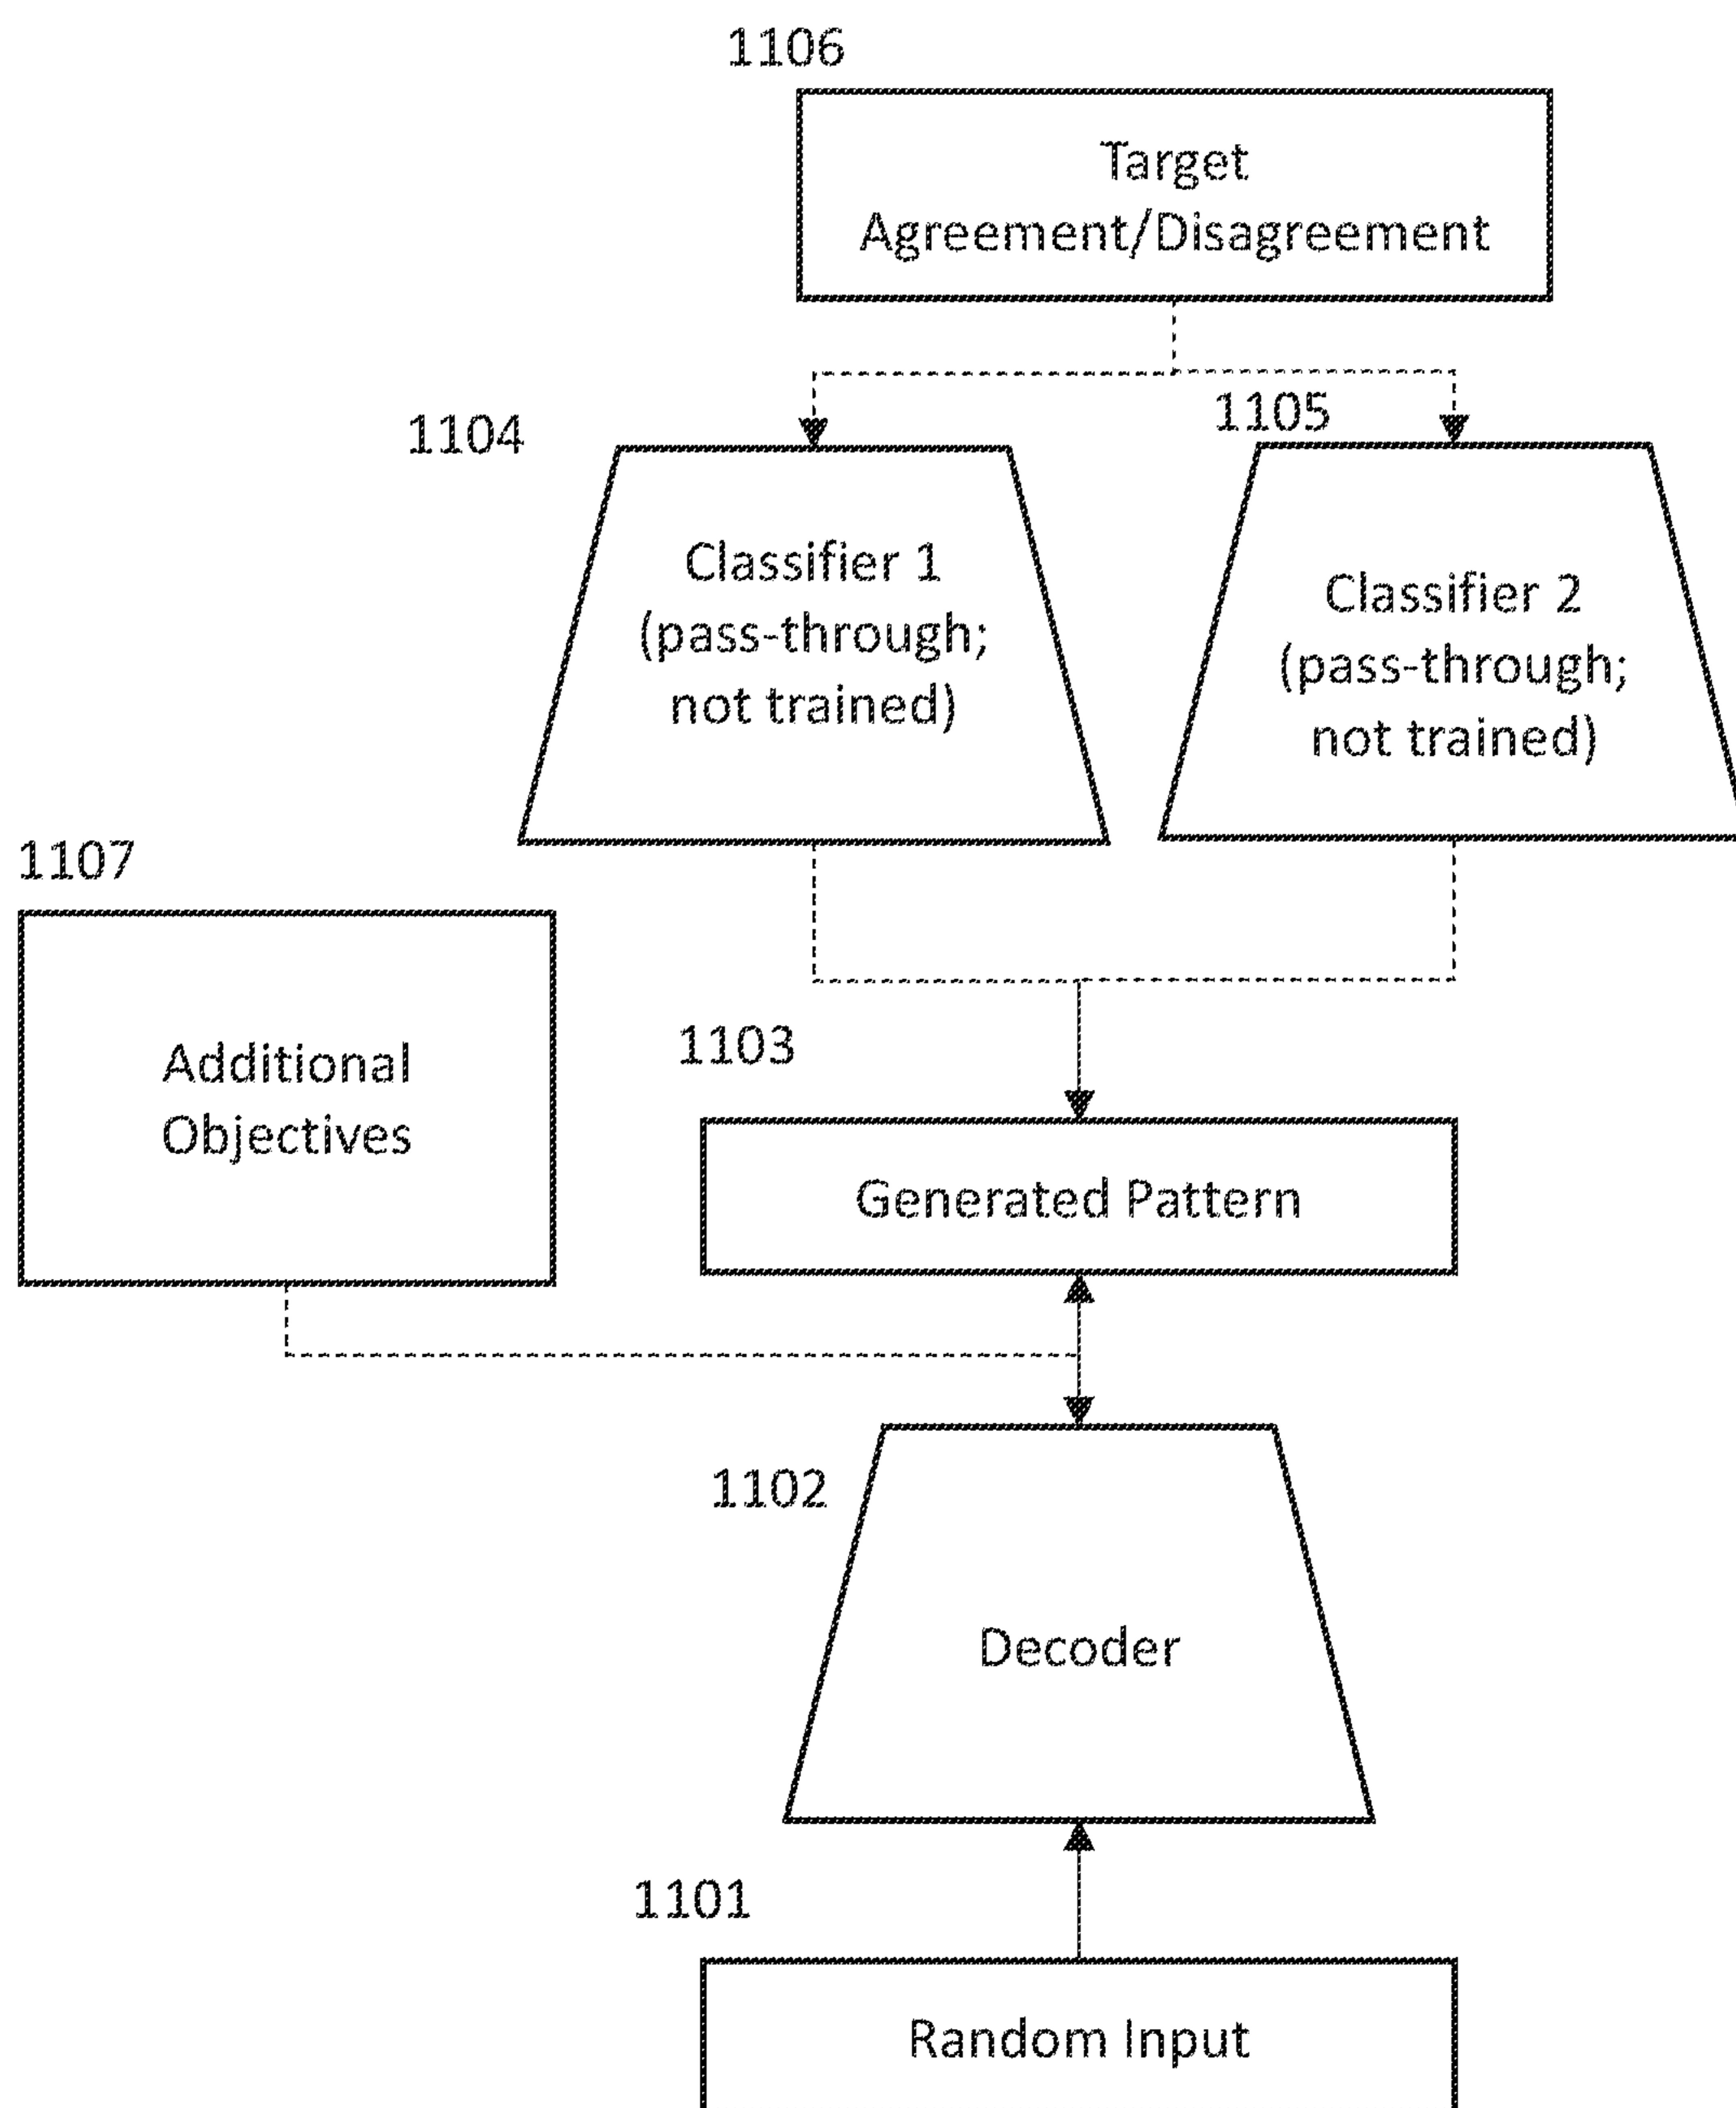 1106
Target
Agreement/Disagreement
1104
1105
Classifier 1
(pass-through;
not trained)
Classifier 2
(pass-through;
not trained)
1107
Additional
Objectives
1103
Generated Pattern
1102
Decoder
1101
Random Input